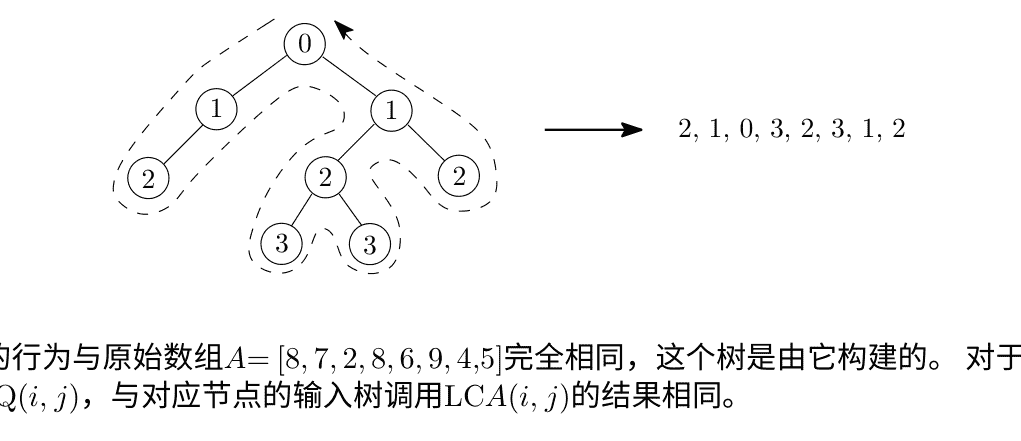 0
1
1
2, 1, 0, 3, 2, 3, 1, 2
2
2
2
3
3
的行为与原始数组A= [8, 7, 2, 8, 6, 9, 4,5]完全相同，这个树是由它构建的。 对于
Q(i, j)，与对应节点的输入树调用LCA(i, j)的结果相同。